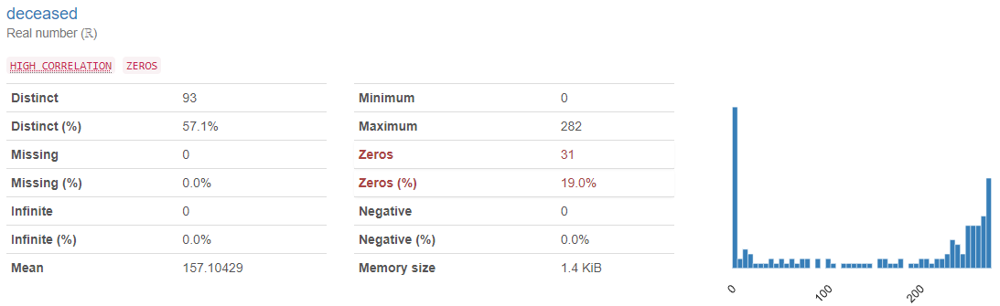 deceased
Real number (ℝ)
HIGH CORRELATION ZEROS
Distinct 93
Distinct (%) 57.1%
Missing 0
Missing (%) 0.0%
Infinite 0
Infinite (%) 0.0%
Mean 157.10429
Minimum 0
Maximum 282
Zeros 31
Zeros (%) 19.0%
Negative 0
Negative (%) 0.0%
Memory size 1.4 KiB
0 100 200